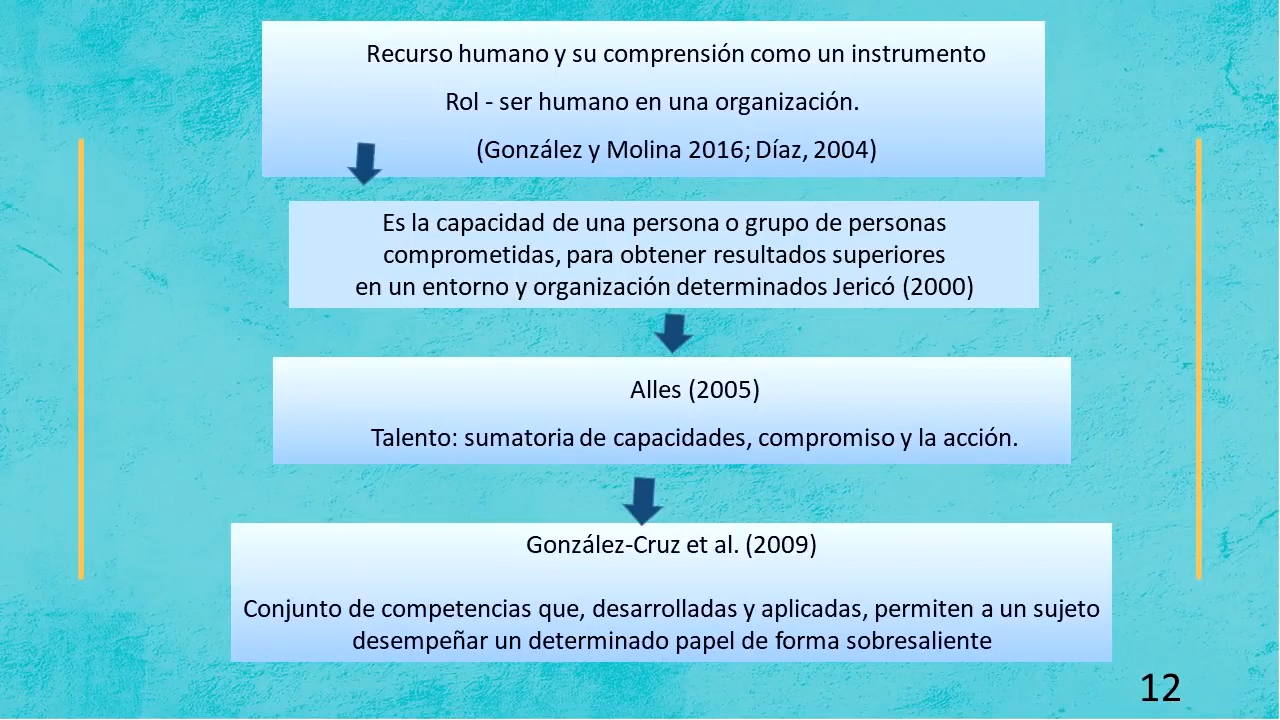 Recurso humano y su comprensión como un instrumento
Rol - ser humano en una organización.
(González y Molina 2016; Díaz, 2004)
Es la capacidad de una persona o grupo de personas
comprometidas, para obtener resultados superiores
en un entorno y organización determinados Jericó (2000)
Alles (2005)
Talento: sumatoria de capacidades, compromiso y la acción.
González-Cruz et al. (2009)
Conjunto de competencias que, desarrolladas y aplicadas, permiten a un sujeto
desempeñar un determinado papel de forma sobresaliente
12